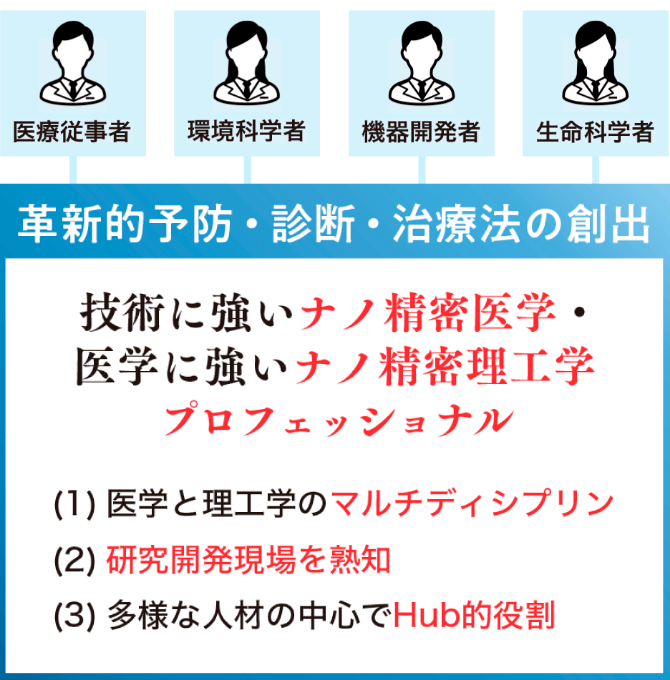 医療従事者
環境科学者
機器開発者
生命科学者
革新的予防・診断・治療法の創出
技術に強いナノ精密医学・
医学に強いナノ精密理工学
プロフェッショナル
(1) 医学と理工学のマルチディシプリン
(2) 研究開発現場を熟知
(3) 多様な人材の中心でHub的役割